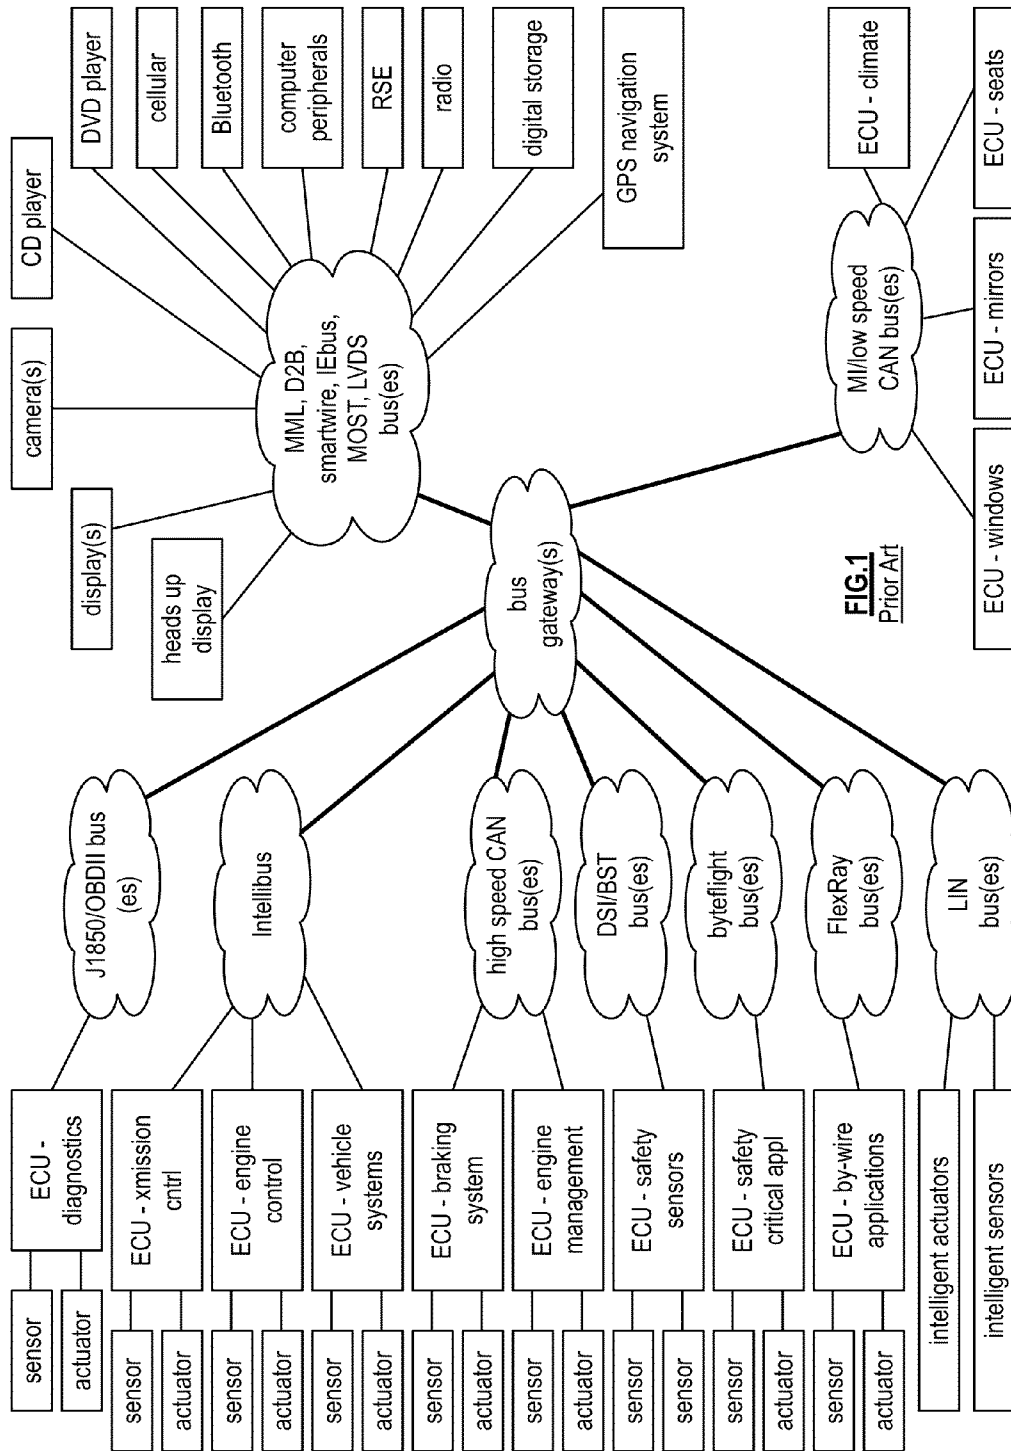 sensor
actuator
ECU -
diagnostics
sensor
actuator
ECU - xmission
cntrl
sensor
actuator
ECU - engine
control
sensor
actuator
ECU - vehicle
systems
sensor
actuator
ECU - braking
system
sensor
actuator
ECU - engine
management
sensor
sensor
ECU - safety
sensors
sensor
actuator
ECU - safety
critical appl
sensor
actuator
ECU - by-wire
applications
intelligent actuators
intelligent sensors
J1850/OBDII bus
(es)
Intellibus
high speed CAN
bus(es)
DSI/BST
bus(es)
byteflight
bus(es)
FlexRay
bus(es)
LIN
bus(es)
bus
gateway(s)
heads up
display
display(s)
camera(s)
CD player
DVD player
cellular
Bluetooth
computer
peripherals
RSE
radio
digital storage
GPS navigation
system
MML, D2B,
smartwire, IEbus,
MOST, LVDS
bus(es)
MI/low speed
CAN bus(es)
ECU - climate
ECU - windows
ECU - mirrors
ECU - seats
FIG.1
Prior Art